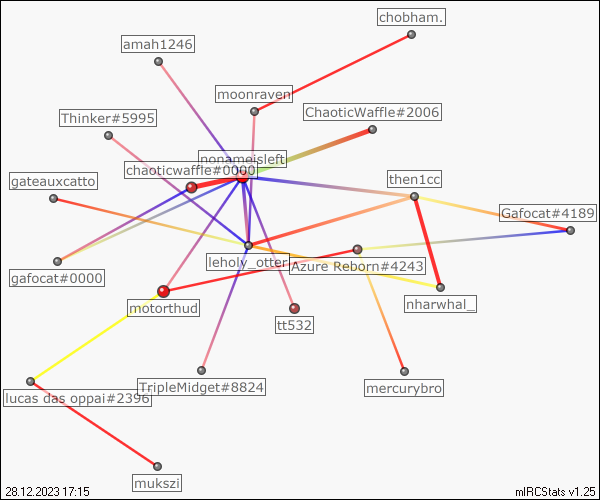 chobham.
amah1246
moonraven
ChaoticWaffle#2006
Thinker#5995
nonameisleft
chaoticwaffle#0000
then1cc
gateauxcatto
Gafocat#4189
leholy_otter
Azure Reborn#4243
gafocat#0000
nharwhal_
motorthud
tt532
TripleMidget#8824
mercurybro
lucas das oppai#2396
mukszi
28.12.2023 17:15
mIRCStats v1.25